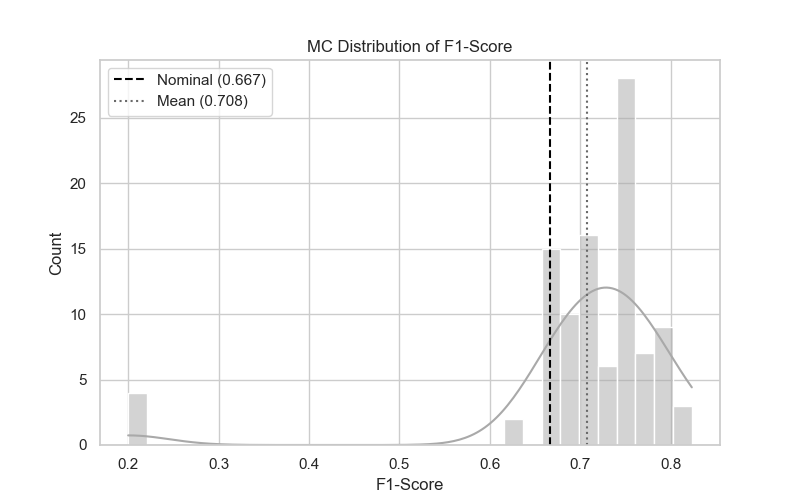 MC Distribution of F1-Score
Nominal (0.667)
Mean (0.708)
Count
25
20
15
10
5
0
0.2 0.3 0.4 0.5 0.6 0.7 0.8
F1-Score